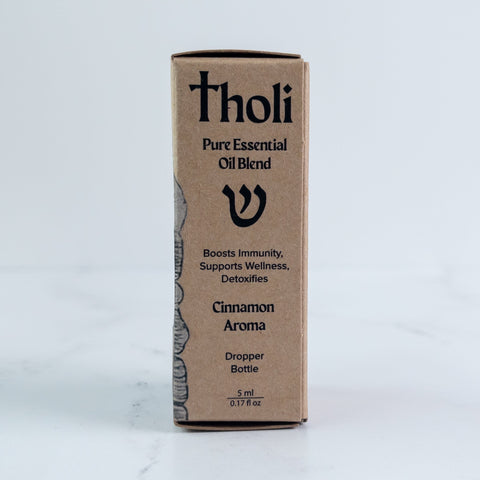 tholi
Pure Essential
Oil Blend
ש
Boosts Immunity,
Supports Wellness,
Detoxifies
Cinnamon
Aroma
Dropper
Bottle
5 ml
0.17 fl oz